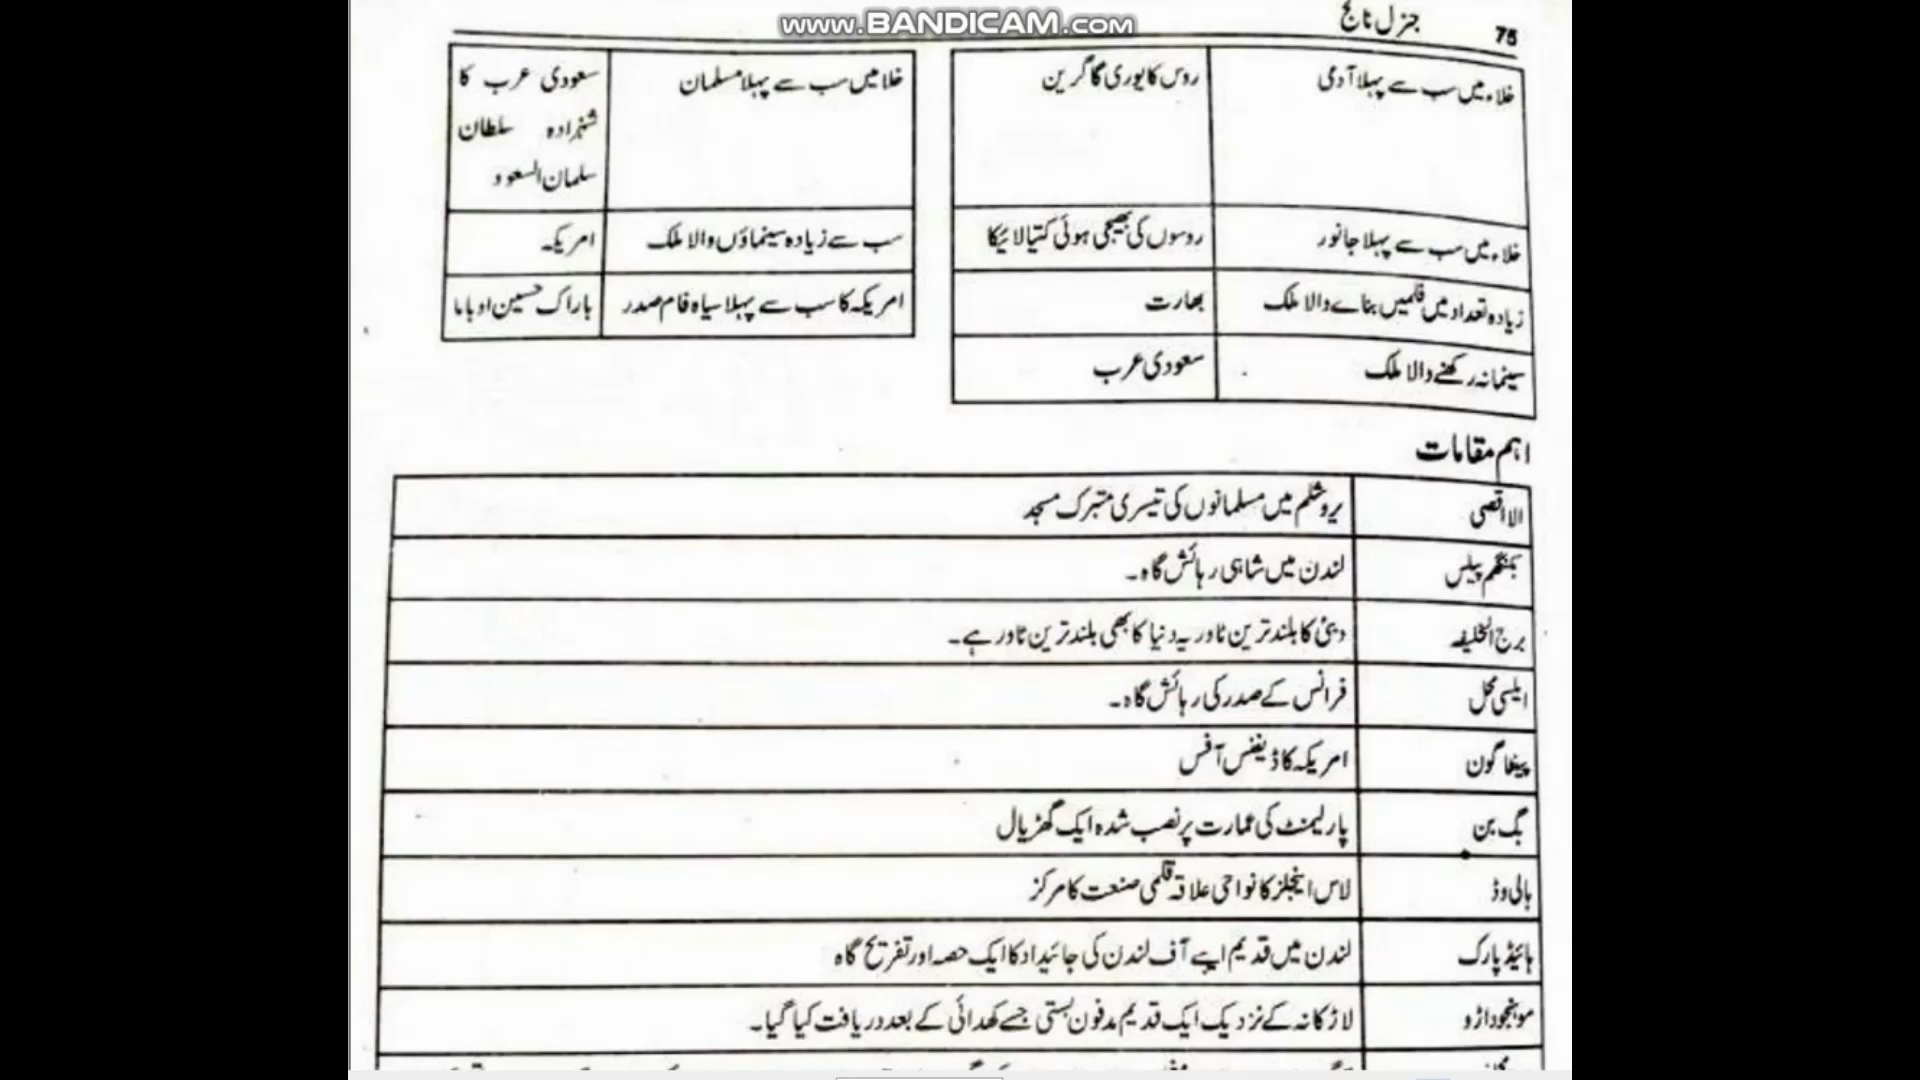 www.BANDICAM.com
75
جنرل نالج
خلاء میں سب سے پہلا آدمی
روس کا یوری گاگرین
خلاء میں سب سے پہلا جانور
روسوں کی بھیجی ہوئی کتیا لائیکا
زیادہ تعداد میں فلمیں بنانے والا ملک
بھارت
سینما نہ رکھنے والا ملک
سعودی عرب
خلا میں سب سے پہلا مسلمان
سعودی عرب کا
شہزادہ سلطان
سلمان السعود
سب سے زیادہ سینماؤں والا ملک
امریکہ
امریکہ کا سب سے پہلا سیاہ فام صدر
باراک حسین اوباما
اہم مقامات
الااقصی
یروشلم میں مسلمانوں کی تیسری متبرک مسجد
بکنگھم پیلس
لندن میں شاہی رہائش گاہ۔
برج الخلیفہ
دبئی کا بلند ترین ٹاور یہ دنیا کا بھی بلند ترین ٹاور ہے۔
ایلسی محل
فرانس کے صدر کی رہائش گاہ۔
پینٹاگون
امریکہ کا ڈیفنس آفس
بگ بن
پارلیمنٹ کی عمارت پر نصب شدہ ایک گھڑیال
ہالی وڈ
لاس اینجلز کا نواحی علاقہ فلمی صنعت کا مرکز
ہائیڈ پارک
لندن میں قدیم ایبے آف لندن کی جائیداد کا ایک حصہ اور تفریح گاہ
موہنجوداڑو
لاڑکانہ کے نزدیک ایک قدیم مدفون بستی جسے کھدائی کے بعد دریافت کیا گیا۔